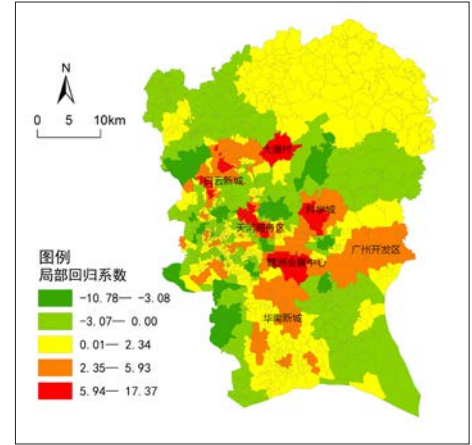 N
0 5 10km
大源村
白云新城
科学城
天河商务区
广州开发区
琶洲会展中心
华南新城
图例
局部回归系数
-10.78— -3.08
-3.07— 0.00
0.01— 2.34
2.35— 5.93
5.94— 17.37